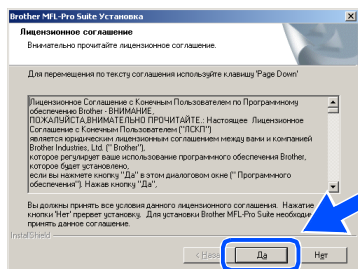 Brother MFL-Pro Suite Установка
Лицензионное соглашение
Внимательно прочитайте лицензионное соглашение.
Для перемещения по тексту соглашения используйте клавишу 'Page Down'
Лицензионное Соглашение с Конечным Пользователем по Программному
обеспечению Brother - ВНИМАНИЕ,
ПОЖАЛУЙСТА,ВНИМАТЕЛЬНО ПРОЧИТАЙТЕ.: Настоящее Лицензионное
Соглашение с Конечным Пользователем ("ЛСКП")
является юридическим лицензионным соглашением между вами и компанией
Brother Industries, Ltd. (" Brother"),
которое регулирует ваше использование программного обеспечения Brother,
которое будет установлено,
если вы нажмете кнопку "Да" в этом диалоговом окне (" Программного
обеспечения"). Нажав кнопку "Да",
Вы должны принять все условия данного лицензионного соглашения. Нажатие
кнопки 'Нет' прервет установку. Для установки Brother MFL-Pro Suite необходимо
принять данное соглашение.
InstallShield
< Наза
Да
Нет